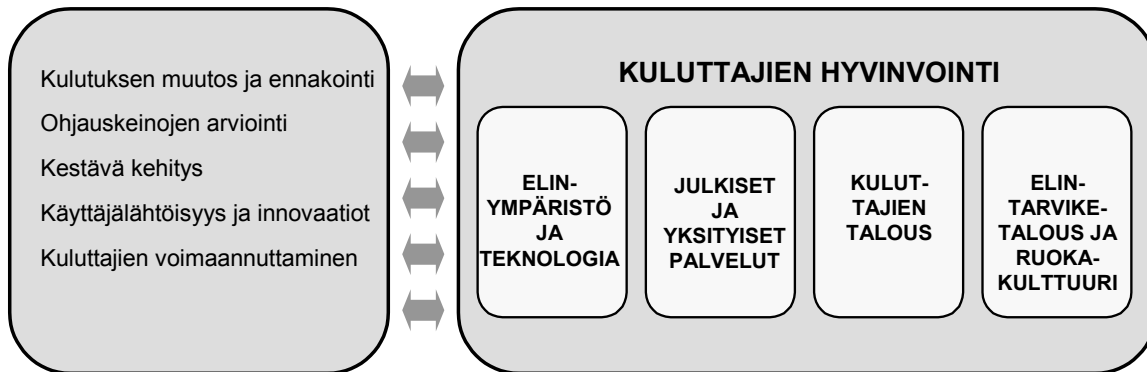 Kulutuksen muutos ja ennakointi
Ohjauskeinojen arviointi
Kestävä kehitys
Käyttäjälähtöisyys ja innovaatiot
Kuluttajien voimaannuttaminen
KULUTTAJIEN HYVINVOINTI
ELIN-
YMPÄRISTÖ
JA
TEKNOLOGIA
JULKISET
JA
YKSITYISET
PALVELUT
KULUT-
TAJIEN
TALOUS
ELIN-
TARVIKE-
TALOUS JA
RUOKA-
KULTTUURI